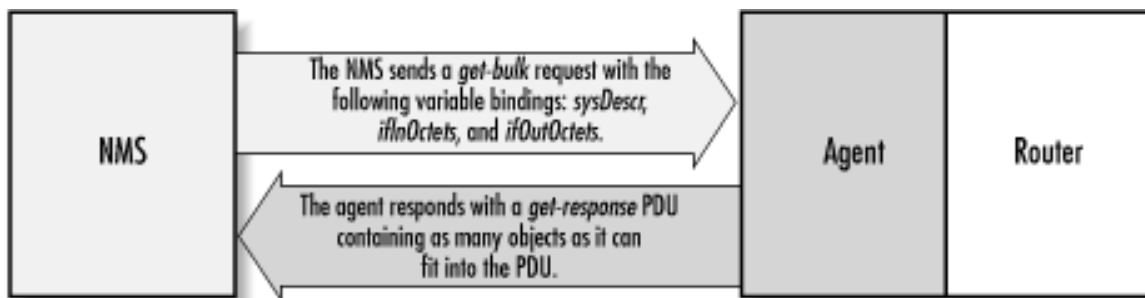 NMS
The NMS sends a get-bulk request with the
following variable bindings: sysDescr,
ifInOctets, and ifOutOctets.
The agent responds with a get-response PDU
containing as many objects as it can
fit into the PDU.
Agent
Router